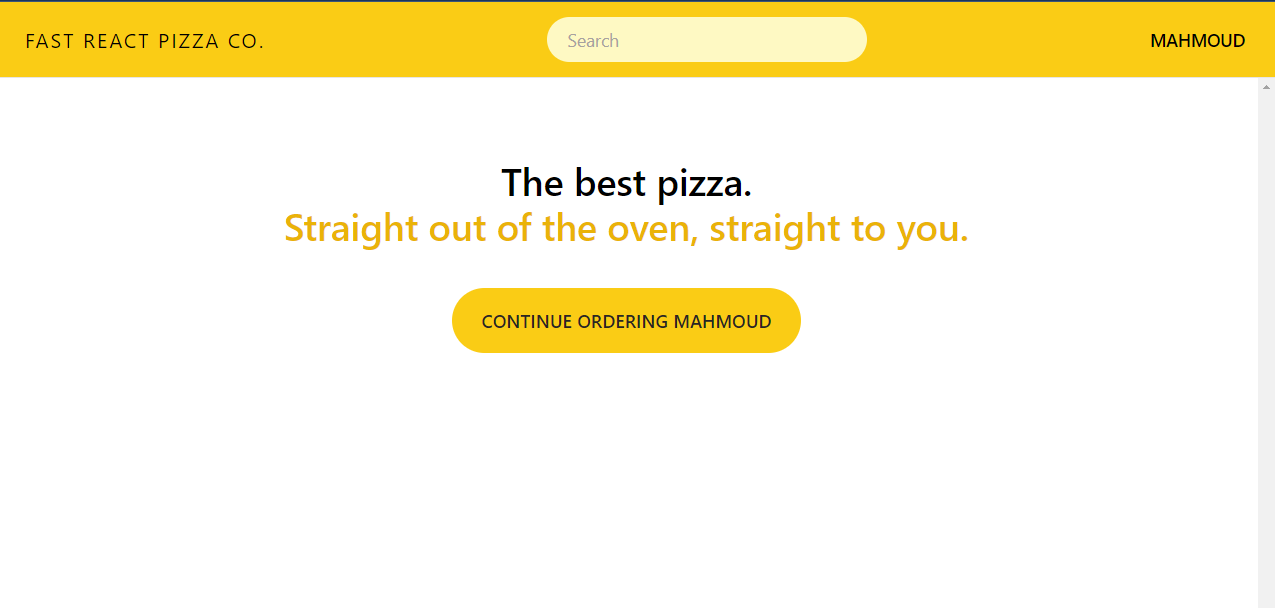 FAST REACT PIZZA CO.
Search
MAHMOUD
The best pizza.
Straight out of the oven, straight to you.
CONTINUE ORDERING MAHMOUD